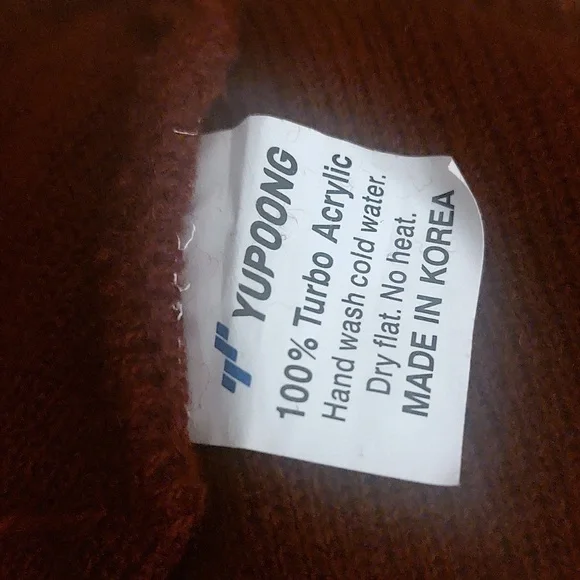 YUPOONG
100% Turbo Acrylic
Hand wash cold water.
Dry flat. No heat.
MADE IN KOREA